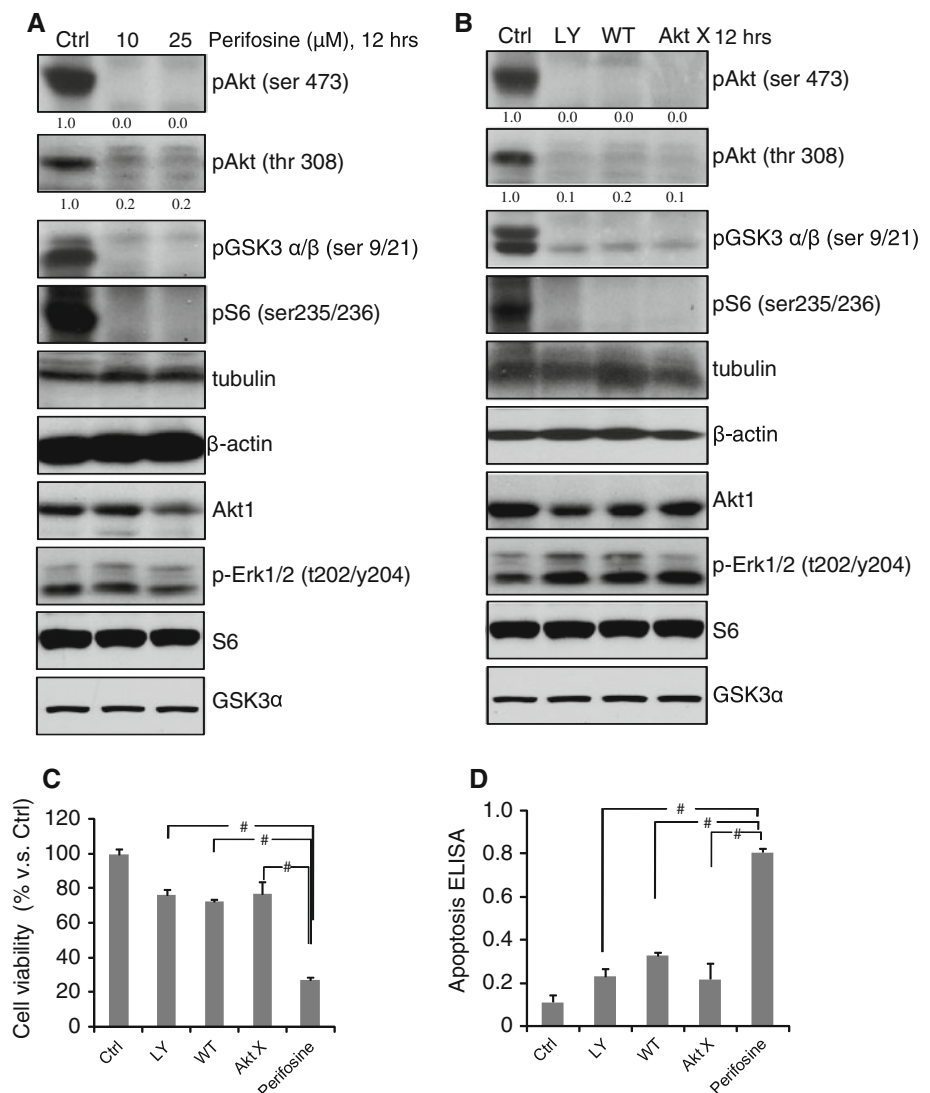 A
Ctrl 10 25 Perifosine (μM), 12 hrs
pAkt (ser 473)
1.0 0.0 0.0
pAkt (thr 308)
1.0 0.2 0.2
pGSK3 α/β (ser 9/21)
pS6 (ser235/236)
tubulin
β-actin
Akt1
p-Erk1/2 (t202/y204)
S6
GSK3α
B
Ctrl LY WT Akt X 12 hrs
pAkt (ser 473)
1.0 0.0 0.0 0.0
pAkt (thr 308)
1.0 0.1 0.2 0.1
pGSK3 α/β (ser 9/21)
pS6 (ser235/236)
tubulin
β-actin
Akt1
p-Erk1/2 (t202/y204)
S6
GSK3α
C
Cell viability (% v.s. Ctrl)
120
100
80
60
40
20
0
#
#
#
Ctrl LY WT Akt X Perifosine
D
Apoptosis ELISA
1.0
0.8
0.6
0.4
0.2
0
#
#
#
Ctrl LY WT Akt X Perifosine